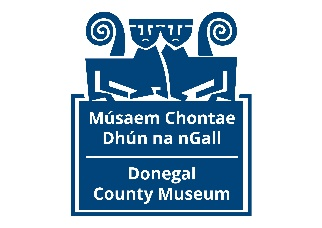 Músaem Chontae
Dhún na nGall
Donegal
County Museum